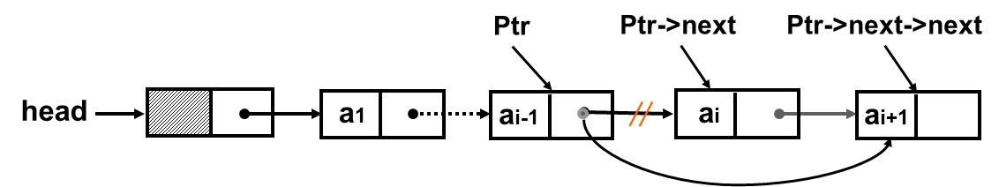 Ptr Ptr->next Ptr->next->next
head a1 ai-1 ai ai+1